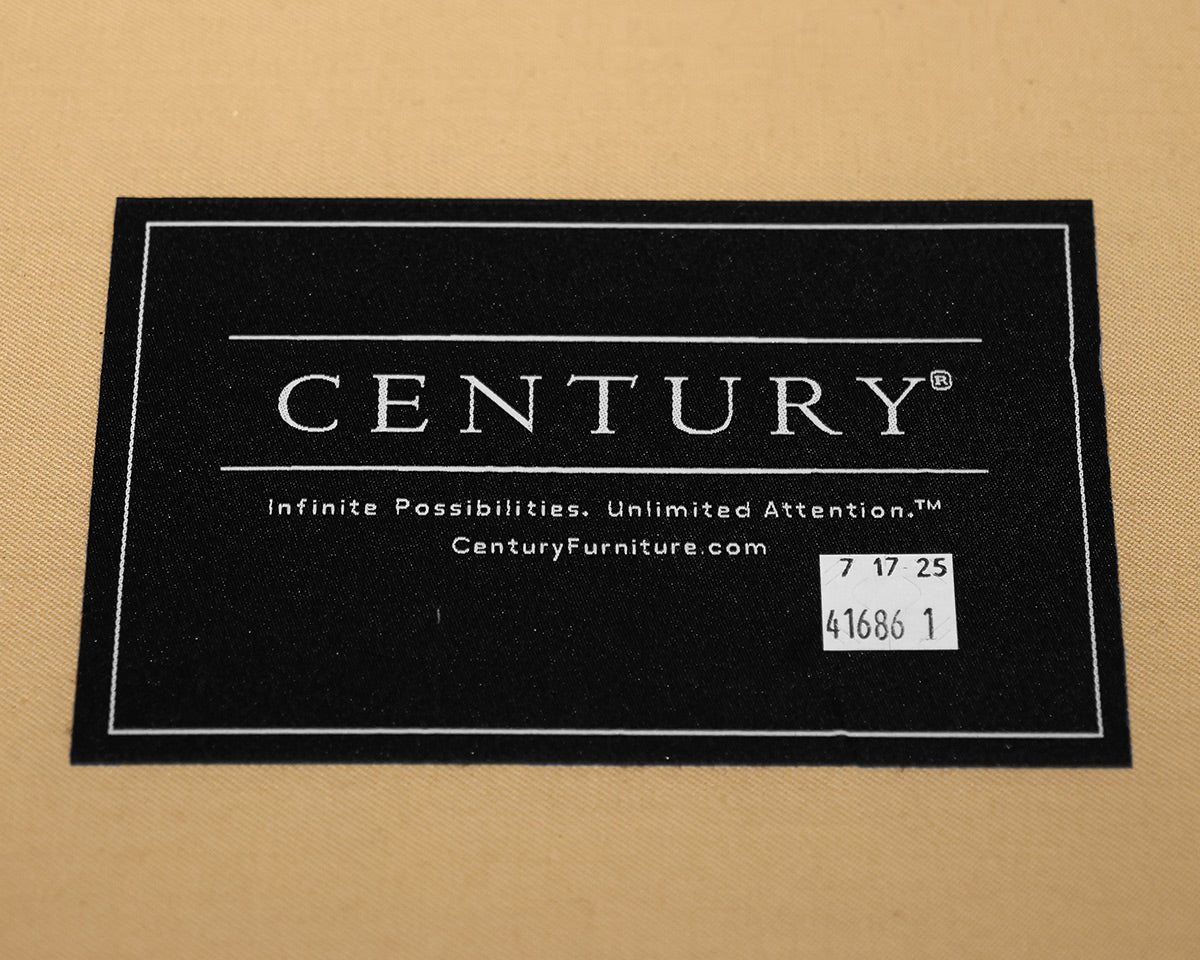 CENTURY®
Infinite Possibilities. Unlimited Attention.™
CenturyFurniture.com
7 17 25
41686 1